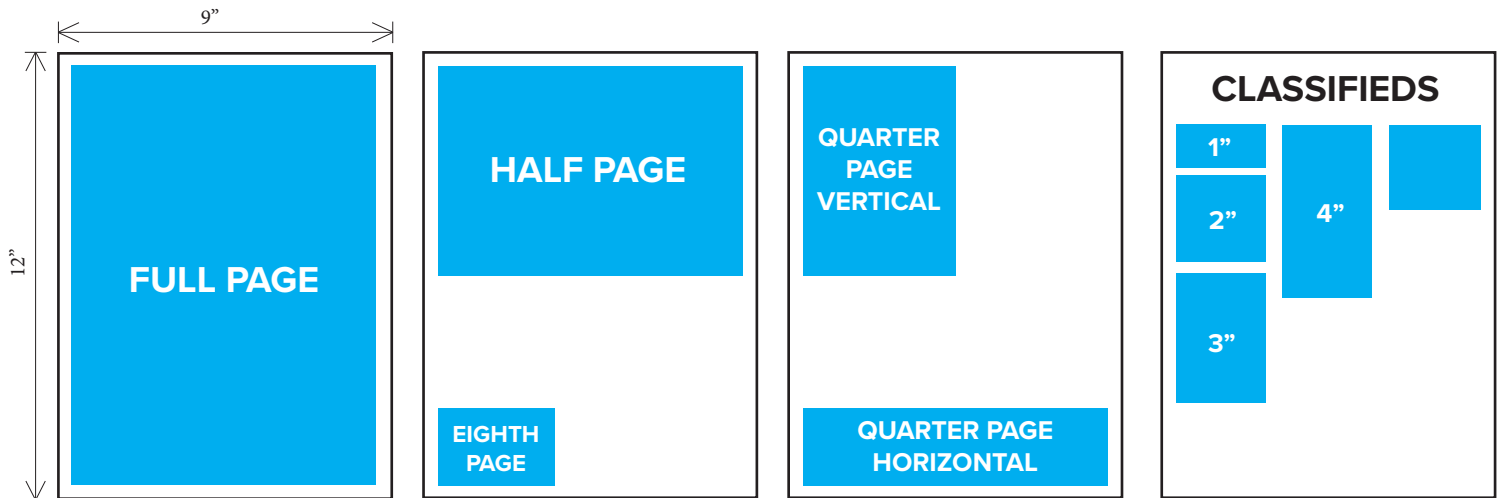 9”
12”
FULL PAGE
HALF PAGE
EIGHTH
PAGE
QUARTER
PAGE
VERTICAL
QUARTER PAGE
HORIZONTAL
CLASSIFIEDS
1”
2”
3”
4”